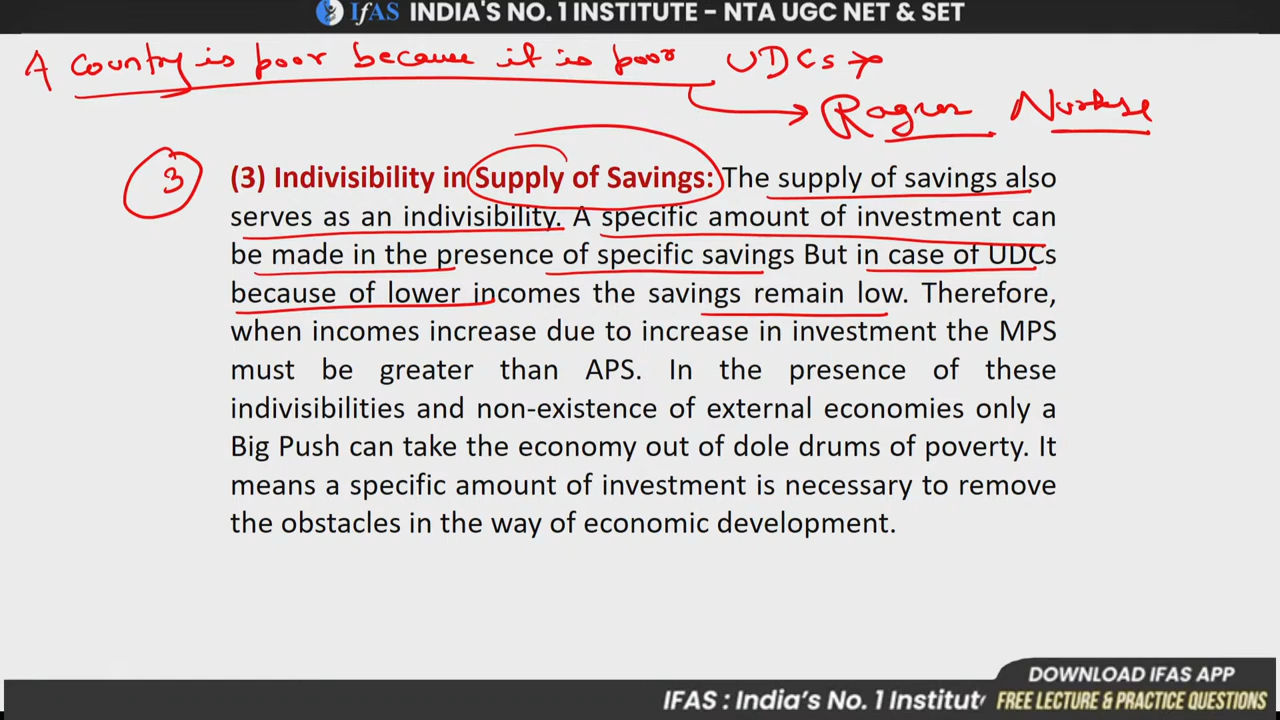 IFAS INDIA'S NO. 1 INSTITUTE – NTA UGC NET & SET
A Country is poor because it is poor UDCs →
Ragner Nurkse
3 (3) Indivisibility in Supply of Savings: The supply of savings also
serves as an indivisibility. A specific amount of investment can
be made in the presence of specific savings But in case of UDCs
because of lower incomes the savings remain low. Therefore,
when incomes increase due to increase in investment the MPS
must be greater than APS. In the presence of these
indivisibilities and non-existence of external economies only a
Big Push can take the economy out of dole drums of poverty. It
means a specific amount of investment is necessary to remove
the obstacles in the way of economic development.
DOWNLOAD IFAS APP
IFAS : India's No. 1 Institut FREE LECTURE & PRACTICE QUESTIONS